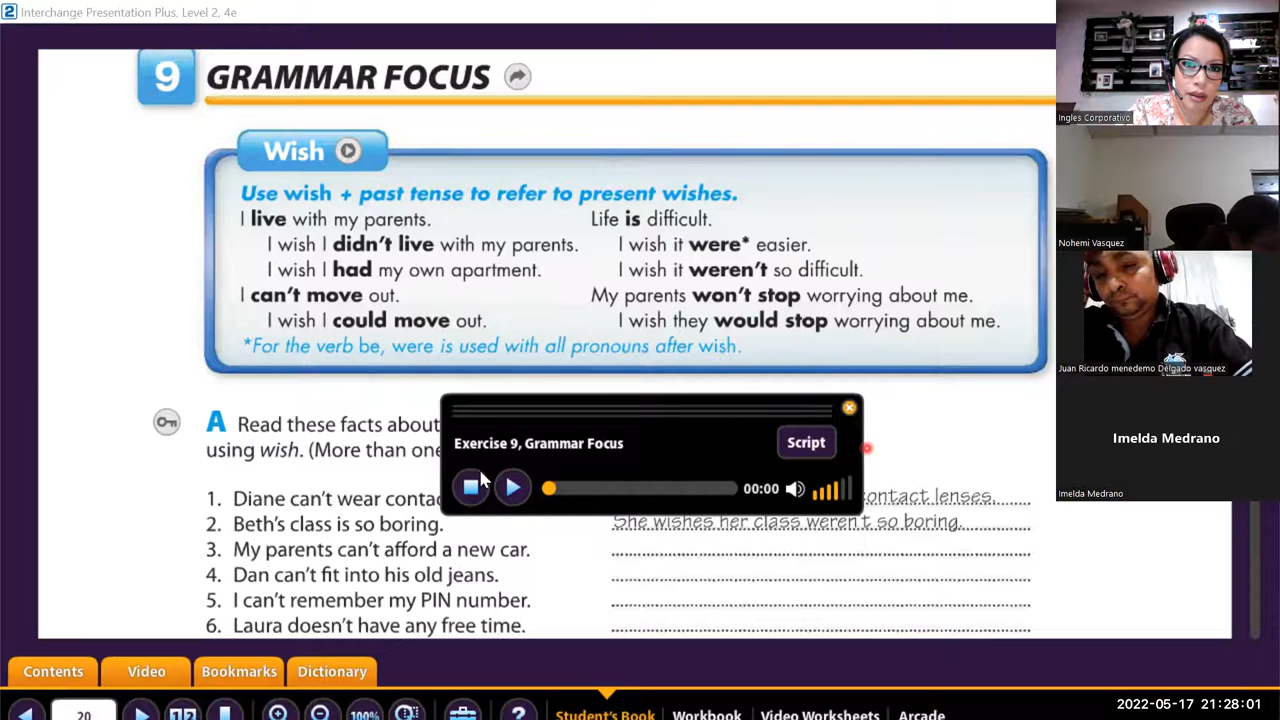 Interchange Presentation Plus, Level 2, 4e
9 GRAMMAR FOCUS
Wish
Use wish + past tense to refer to present wishes.
I live with my parents.
I wish I didn't live with my parents.
I wish I had my own apartment.
I can't move out.
I wish I could move out.
Life is difficult.
I wish it were* easier.
I wish it weren't so difficult.
My parents won't stop worrying about me.
I wish they would stop worrying about me.
*For the verb be, were is used with all pronouns after wish.
A Read these facts about
using wish. (More than one
1. Diane can't wear conta
contact lenses.
2. Beth's class is so boring.
She wishes her class weren't so boring.
3. My parents can't afford a new car.
4. Dan can't fit into his old jeans.
5. I can't remember my PIN number.
6. Laura doesn't have any free time.
Exercise 9, Grammar Focus
Script
00:00
Contents
Video
Bookmarks
Dictionary
20
100%
?
Student's Book
Workbook
Video Worksheets
Arcade
Ingles Corporativo
Nohemi Vasquez
Juan Ricardo menedemo Delgado vasquez
Imelda Medrano
Imelda Medrano
2022-05-17 21:28:01